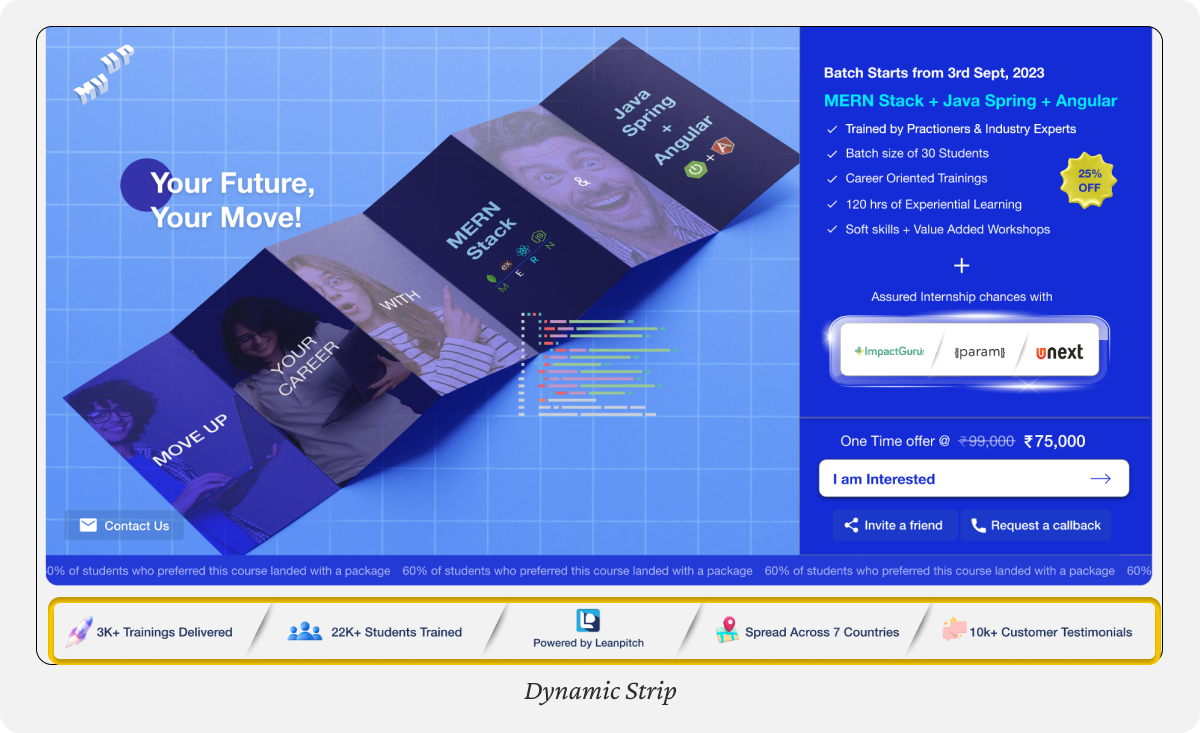 MY UP
Your Future,
Your Move!
MOVE UP
YOUR
CAREER
WITH
MERN
Stack
ex
M E R N
&
Java
Spring
+
Angular
+ A
Contact Us
Batch Starts from 3rd Sept, 2023
MERN Stack + Java Spring + Angular
Trained by Practioners & Industry Experts
Batch size of 30 Students
Career Oriented Trainings
120 hrs of Experiential Learning
Soft skills + Value Added Workshops
25%
OFF
+
Assured Internship chances with
ImpactGuru
{param}
unext
One Time offer @ ₹99,000 ₹75,000
I am Interested
Invite a friend
Request a callback
0% of students who preferred this course landed with a package 60% of students who preferred this course landed with a package 60% of students who preferred this course landed with a package 60%
3K+ Trainings Delivered
22K+ Students Trained
Powered by Leanpitch
Spread Across 7 Countries
10k+ Customer Testimonials
Dynamic Strip